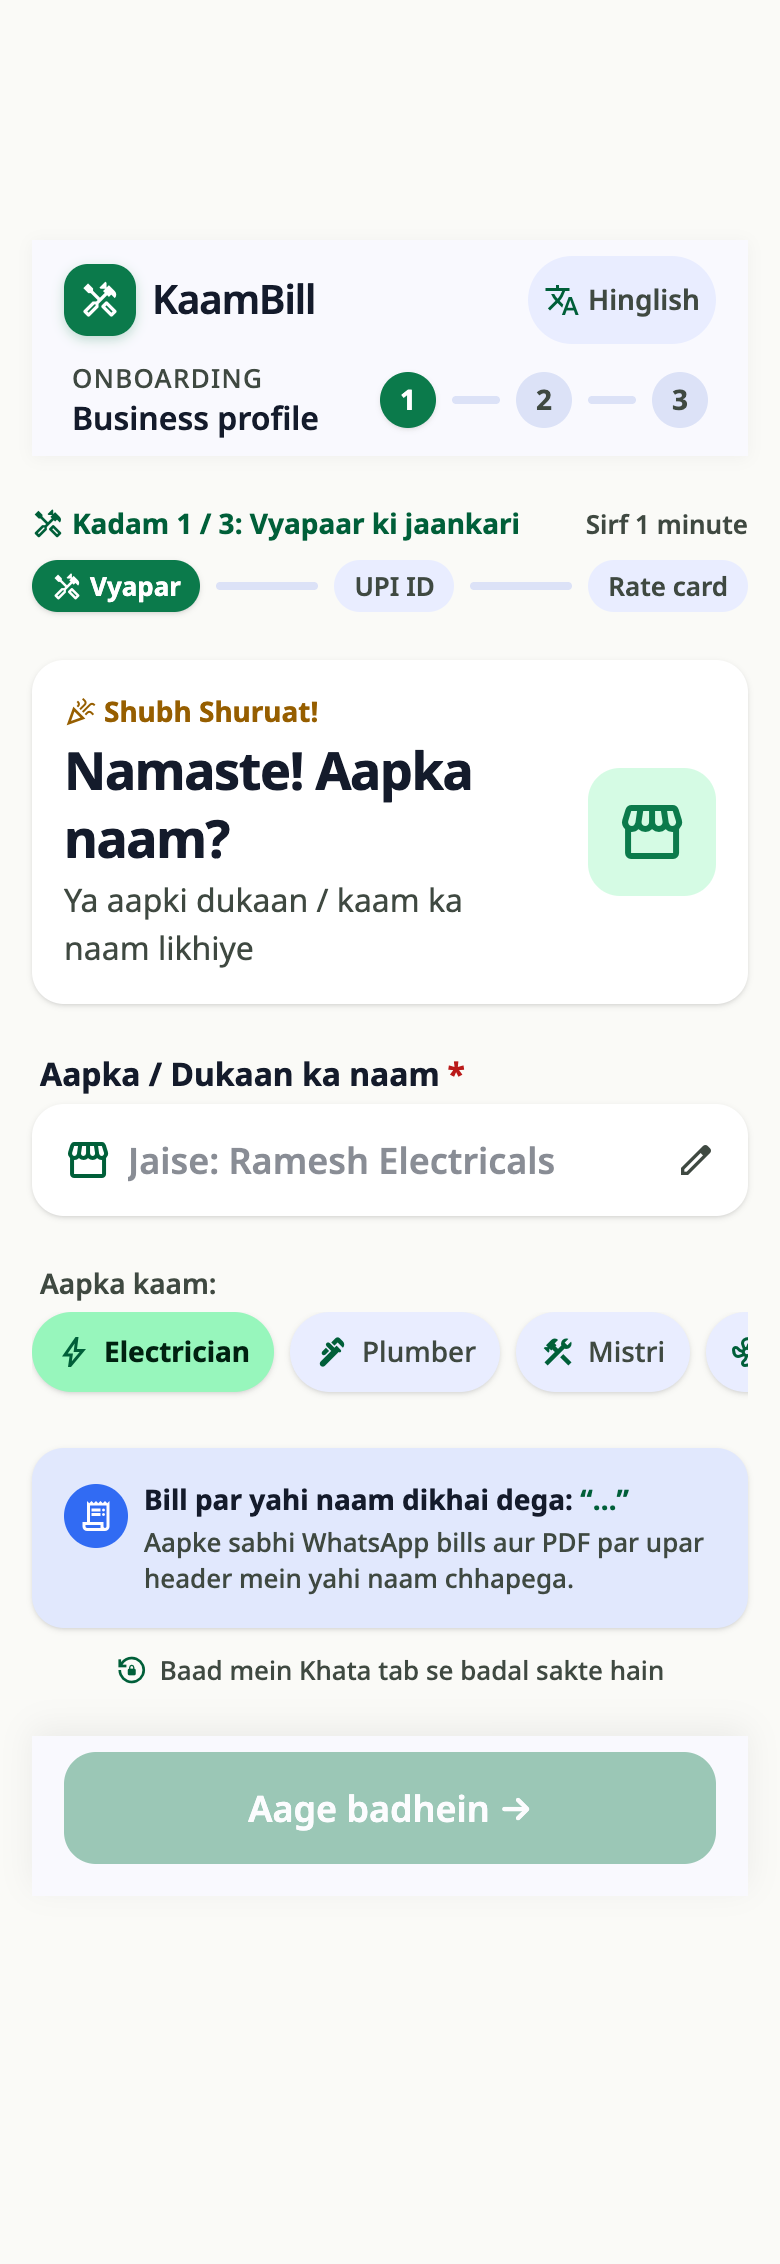 KaamBill
Hinglish
ONBOARDING
Business profile
1
2
3
Kadam 1 / 3: Vyapaar ki jaankari
Sirf 1 minute
Vyapar
UPI ID
Rate card
Shubh Shuruat!
Namaste! Aapka
naam?
Ya aapki dukaan / kaam ka
naam likhiye
Aapka / Dukaan ka naam *
Jaise: Ramesh Electricals
Aapka kaam:
Electrician
Plumber
Mistri
Bill par yahi naam dikhai dega: “...”
Aapke sabhi WhatsApp bills aur PDF par upar
header mein yahi naam chhapega.
Baad mein Khata tab se badal sakte hain
Aage badhein →